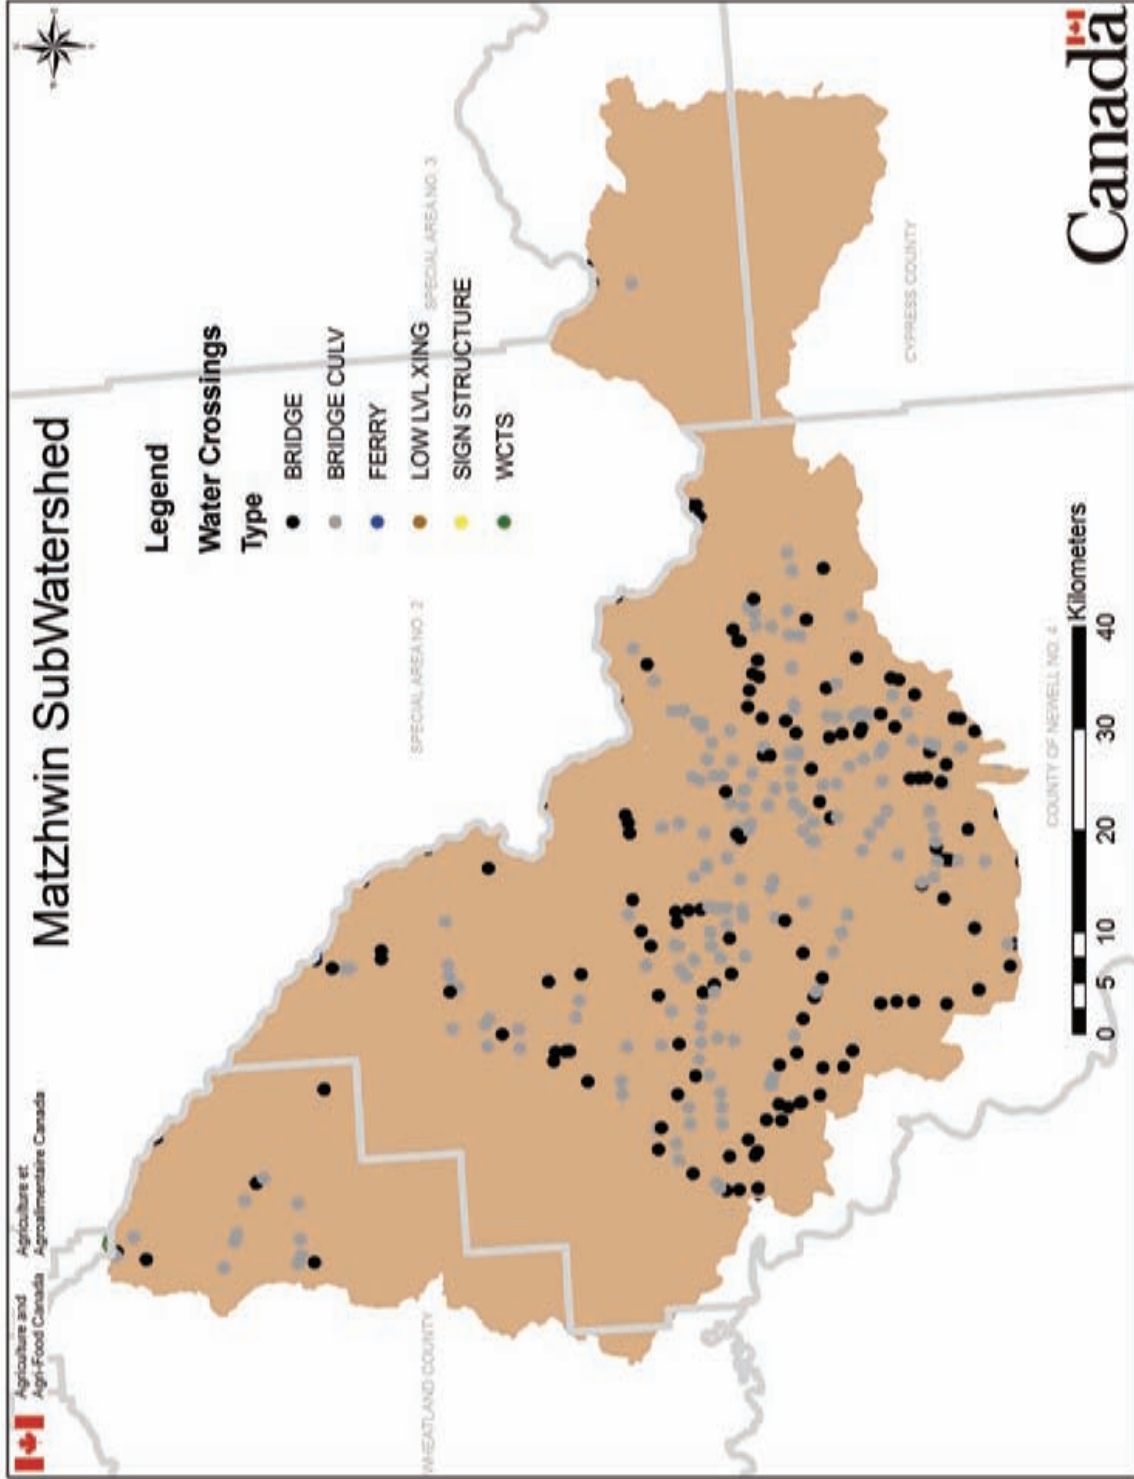 Agriculture and
Agri-Food Canada
Agriculture et
Agroalimentaire Canada
Matzhwin SubWatershed
Legend
Water Crossings
Type
BRIDGE
BRIDGE CULV
FERRY
LOW LVL XING
SIGN STRUCTURE
WCTS
SPECIAL AREA NO. 2
SPECIAL AREA NO. 3
WHEATLAND COUNTY
CYPRESS COUNTY
COUNTY OF NEWELL NO. 4
0 5 10 20 30 40
Kilometers
Canada